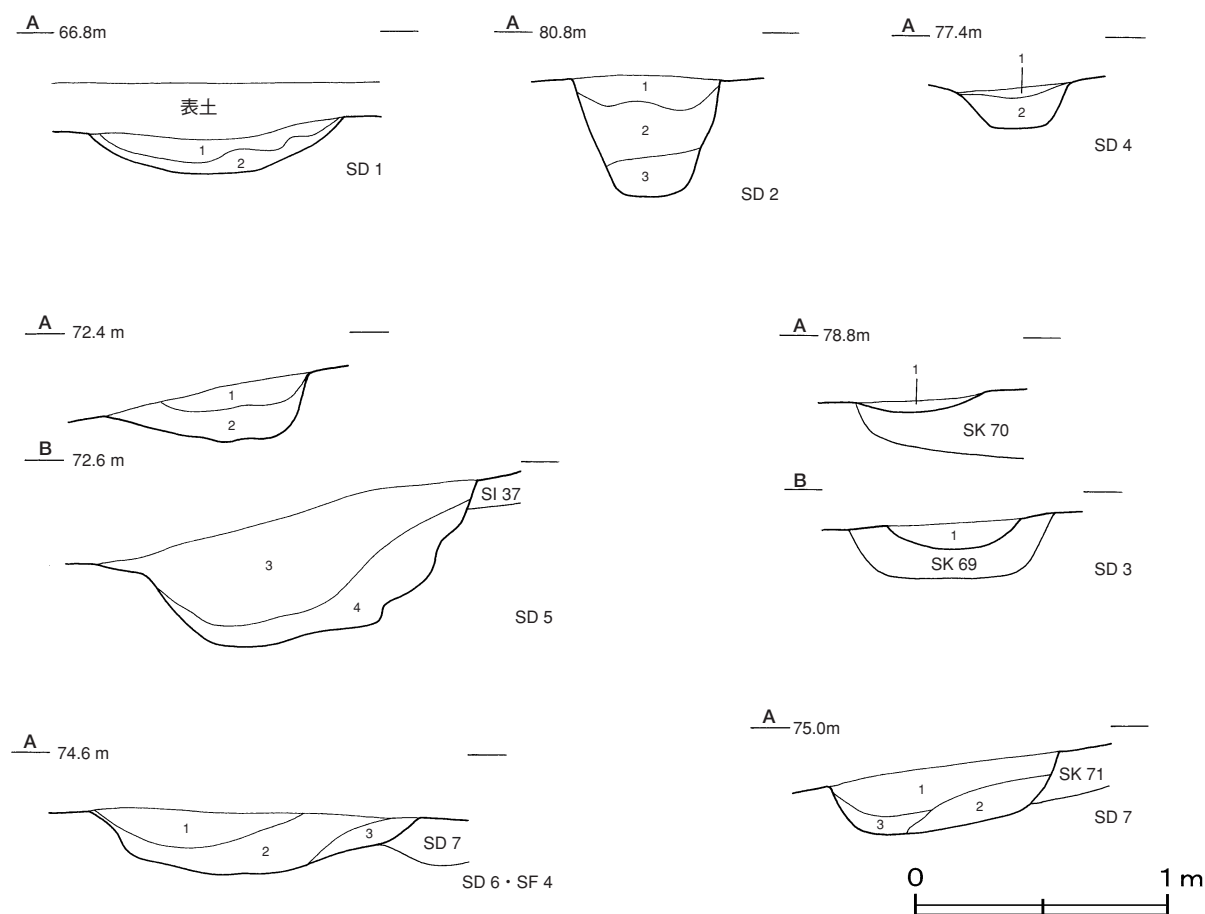 A 66.8m
表土
1
2
SD 1
A 80.8m
1
2
3
SD 2
A 77.4m
1
2
SD 4
A 72.4 m
1
2
B 72.6 m
SI 37
3
4
SD 5
A 78.8m
1
SK 70
B
1
SK 69
SD 3
A 74.6 m
1
2
3
SD 7
SD 6・SF 4
A 75.0m
1
2
3
SK 71
SD 7
0 1 m